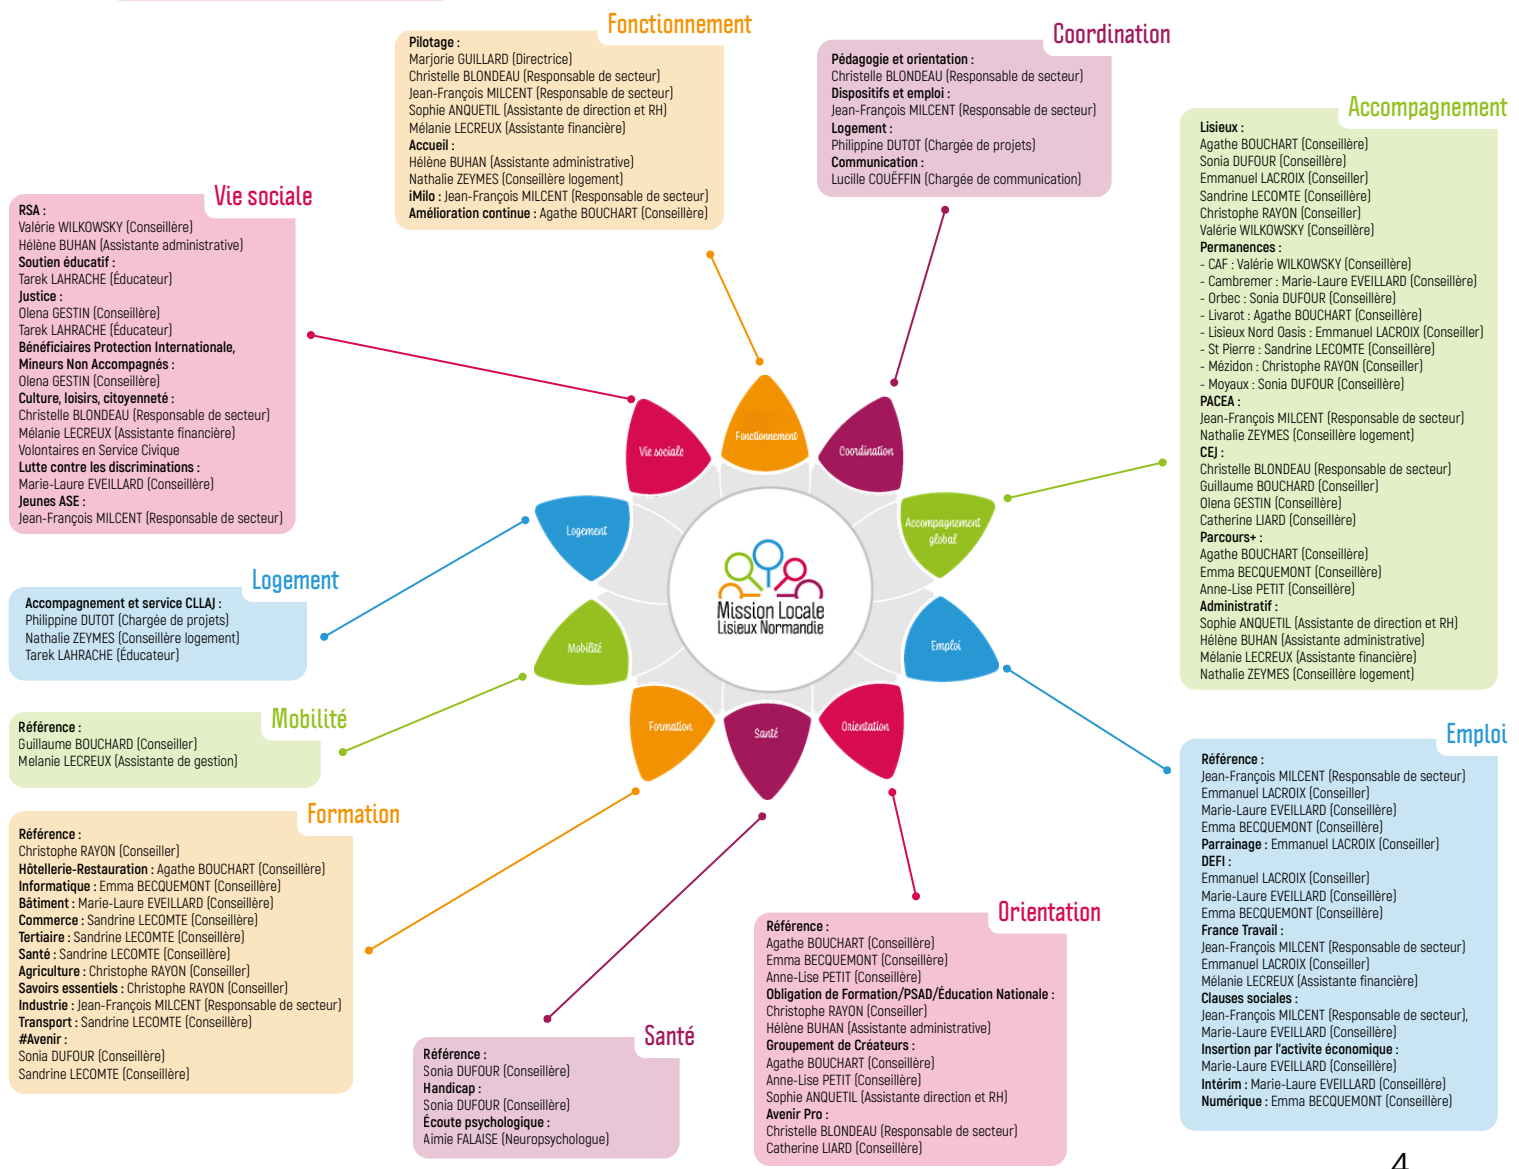 Fonctionnement
Pilotage :
Marjorie GUILLARD (Directrice)
Christelle BLONDEAU (Responsable de secteur)
Jean-François MILCENT (Responsable de secteur)
Sophie ANQUETIL (Assistante de direction et RH)
Mélanie LECREUX (Assistante financière)
Accueil :
Hélène BUHAN (Assistante administrative)
Nathalie ZEYMES (Conseillère logement)
iMilo : Jean-François MILCENT (Responsable de secteur)
Amélioration continue : Agathe BOUCHART (Conseillère)
Coordination
Pédagogie et orientation :
Christelle BLONDEAU (Responsable de secteur)
Dispositifs et emploi :
Jean-François MILCENT (Responsable de secteur)
Logement :
Philippine DUTOT (Chargée de projets)
Communication :
Lucille COUËFFIN (Chargée de communication)
Accompagnement
Lisieux :
Agathe BOUCHART (Conseillère)
Sonia DUFOUR (Conseillère)
Emmanuel LACROIX (Conseiller)
Sandrine LECOMTE (Conseillère)
Christophe RAYON (Conseiller)
Valérie WILKOWSKY (Conseillère)
Permanences :
- CAF : Valérie WILKOWSKY (Conseillère)
- Cambremer : Marie-Laure EVEILLARD (Conseillère)
- Orbec : Sonia DUFOUR (Conseillère)
- Livarot : Agathe BOUCHART (Conseillère)
- Lisieux Nord Oasis : Emmanuel LACROIX (Conseiller)
- St Pierre : Sandrine LECOMTE (Conseillère)
- Mézidon : Christophe RAYON (Conseiller)
- Moyaux : Sonia DUFOUR (Conseillère)
PACEA :
Jean-François MILCENT (Responsable de secteur)
Nathalie ZEYMES (Conseillère logement)
CEJ :
Christelle BLONDEAU (Responsable de secteur)
Guillaume BOUCHARD (Conseiller)
Olena GESTIN (Conseillère)
Catherine LIARD (Conseillère)
Parcours+ :
Agathe BOUCHART (Conseillère)
Emma BECQUEMONT (Conseillère)
Anne-Lise PETIT (Conseillère)
Administratif :
Sophie ANQUETIL (Assistante de direction et RH)
Hélène BUHAN (Assistante administrative)
Mélanie LECREUX (Assistante financière)
Nathalie ZEYMES (Conseillère logement)
Vie sociale
RSA :
Valérie WILKOWSKY (Conseillère)
Hélène BUHAN (Assistante administrative)
Soutien éducatif :
Tarek LAHRACHE (Éducateur)
Justice :
Olena GESTIN (Conseillère)
Tarek LAHRACHE (Éducateur)
Bénéficiaires Protection Internationale,
Mineurs Non Accompagnés :
Olena GESTIN (Conseillère)
Culture, loisirs, citoyenneté :
Christelle BLONDEAU (Responsable de secteur)
Mélanie LECREUX (Assistante financière)
Volontaires en Service Civique
Lutte contre les discriminations :
Marie-Laure EVEILLARD (Conseillère)
Jeunes ASE :
Jean-François MILCENT (Responsable de secteur)
Logement
Accompagnement et service CLLAJ :
Philippine DUTOT (Chargée de projets)
Nathalie ZEYMES (Conseillère logement)
Tarek LAHRACHE (Éducateur)
Mobilité
Référence :
Guillaume BOUCHARD (Conseiller)
Melanie LECREUX (Assistante de gestion)
Formation
Référence :
Christophe RAYON (Conseiller)
Hôtellerie-Restauration : Agathe BOUCHART (Conseillère)
Informatique : Emma BECQUEMONT (Conseillère)
Bâtiment : Marie-Laure EVEILLARD (Conseillère)
Commerce : Sandrine LECOMTE (Conseillère)
Tertiaire : Sandrine LECOMTE (Conseillère)
Santé : Sandrine LECOMTE (Conseillère)
Agriculture : Christophe RAYON (Conseiller)
Savoirs essentiels : Christophe RAYON (Conseiller)
Industrie : Jean-François MILCENT (Responsable de secteur)
Transport : Sandrine LECOMTE (Conseillère)
#Avenir :
Sonia DUFOUR (Conseillère)
Sandrine LECOMTE (Conseillère)
Fonctionnement
Coordination
Accompagnement
global
Emploi
Orientation
Santé
Formation
Mobilité
Logement
Vie sociale
Mission Locale
Lisieux Normandie
Santé
Référence :
Sonia DUFOUR (Conseillère)
Handicap :
Sonia DUFOUR (Conseillère)
Écoute psychologique :
Aimie FALAISE (Neuropsychologue)
Orientation
Référence :
Agathe BOUCHART (Conseillère)
Emma BECQUEMONT (Conseillère)
Anne-Lise PETIT (Conseillère)
Obligation de Formation/PSAD/Éducation Nationale :
Christophe RAYON (Conseiller)
Hélène BUHAN (Assistante administrative)
Groupement de Créateurs :
Agathe BOUCHART (Conseillère)
Anne-Lise PETIT (Conseillère)
Sophie ANQUETIL (Assistante direction et RH)
Avenir Pro :
Christelle BLONDEAU (Responsable de secteur)
Catherine LIARD (Conseillère)
Emploi
Référence :
Jean-François MILCENT (Responsable de secteur)
Emmanuel LACROIX (Conseiller)
Marie-Laure EVEILLARD (Conseillère)
Emma BECQUEMONT (Conseillère)
Parrainage : Emmanuel LACROIX (Conseiller)
DEFI :
Emmanuel LACROIX (Conseiller)
Marie-Laure EVEILLARD (Conseillère)
Emma BECQUEMONT (Conseillère)
France Travail :
Jean-François MILCENT (Responsable de secteur)
Emmanuel LACROIX (Conseiller)
Mélanie LECREUX (Assistante financière)
Clauses sociales :
Jean-François MILCENT (Responsable de secteur),
Marie-Laure EVEILLARD (Conseillère)
Insertion par l'activite économique :
Marie-Laure EVEILLARD (Conseillère)
Intérim : Marie-Laure EVEILLARD (Conseillère)
Numérique : Emma BECQUEMONT (Conseillère)
4